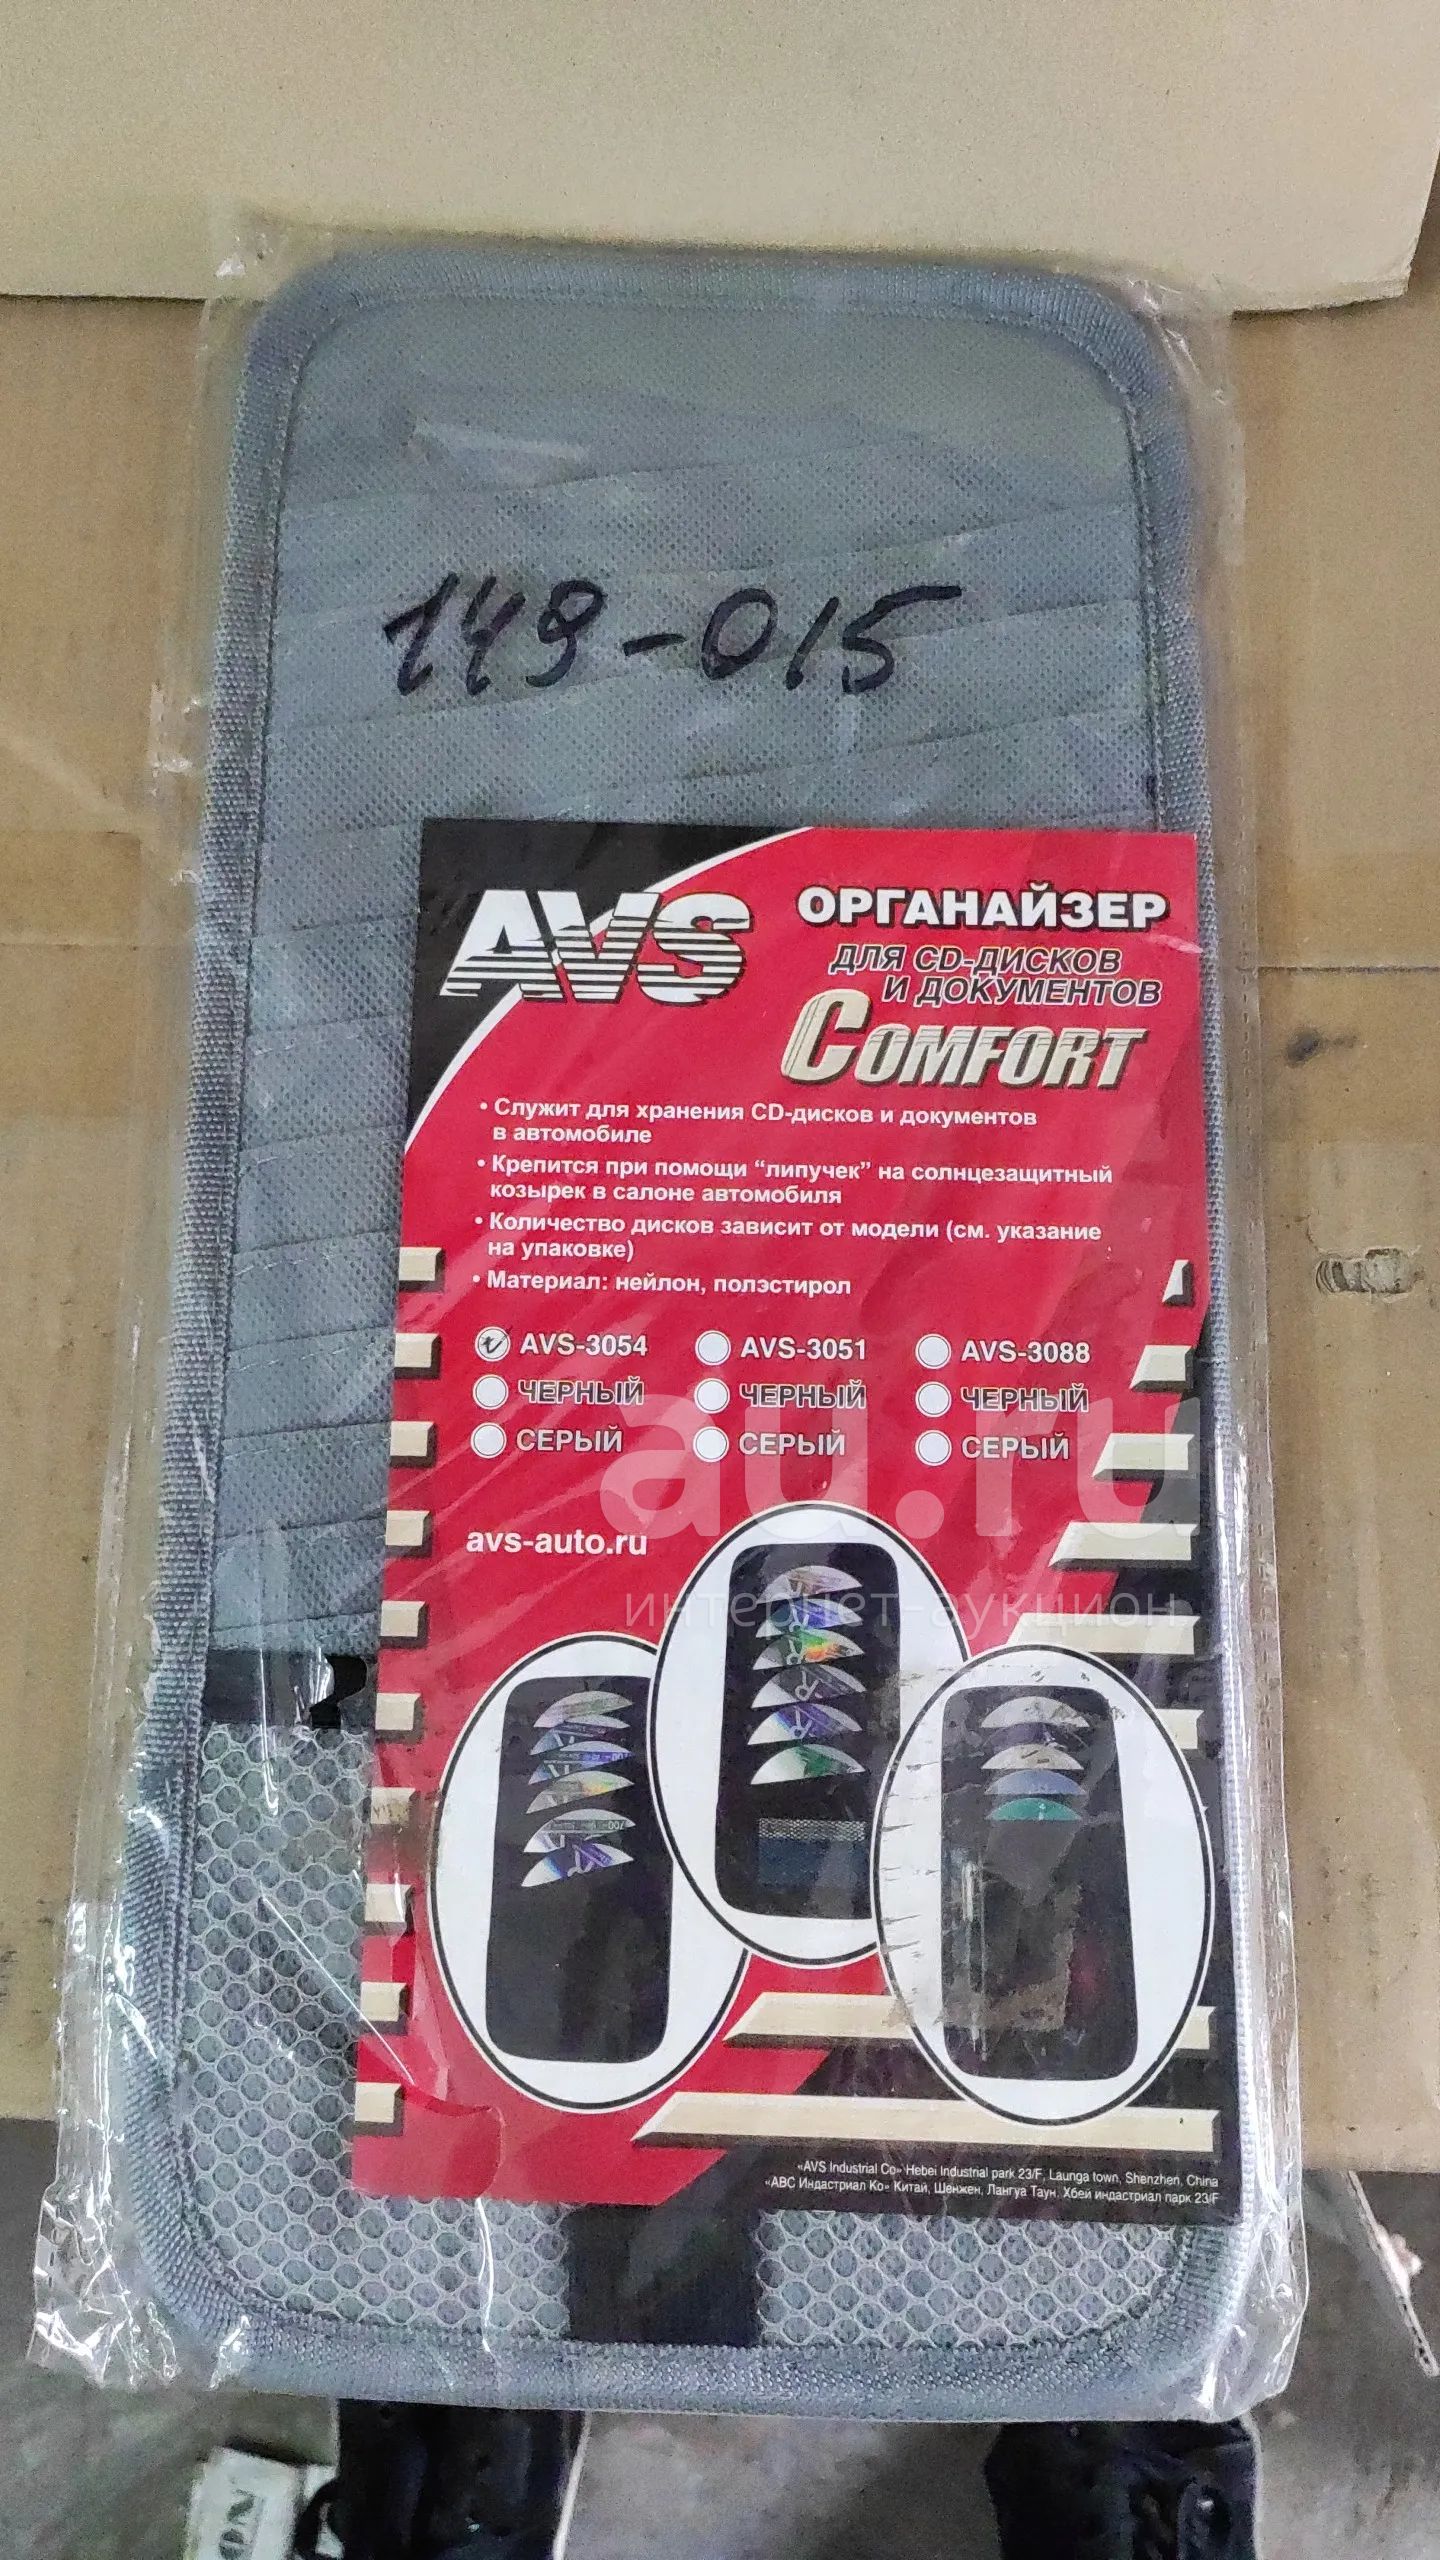 149-015
AVS
ОРГАНАЙЗЕР
ДЛЯ CD-ДИСКОВ
И ДОКУМЕНТОВ
COMFORT
• Служит для хранения CD-дисков и документов
в автомобиле
• Крепится при помощи “липучек” на солнцезащитный
козырек в салоне автомобиля
• Количество дисков зависит от модели (см. указание
на упаковке)
• Материал: нейлон, полэстирол
AVS-3054 AVS-3051 AVS-3088
ЧЕРНЫЙ ЧЕРНЫЙ ЧЕРНЫЙ
СЕРЫЙ СЕРЫЙ СЕРЫЙ
au.ru
avs-auto.ru
интернет-аукцион
«AVS Industrial Co» Hebei Industrial park 23/F, Launga town, Shenzhen, China
«АВС Индастриал Ко» Китай, Шенжен, Лангуа Таун, Хбей индастриал парк 23/F